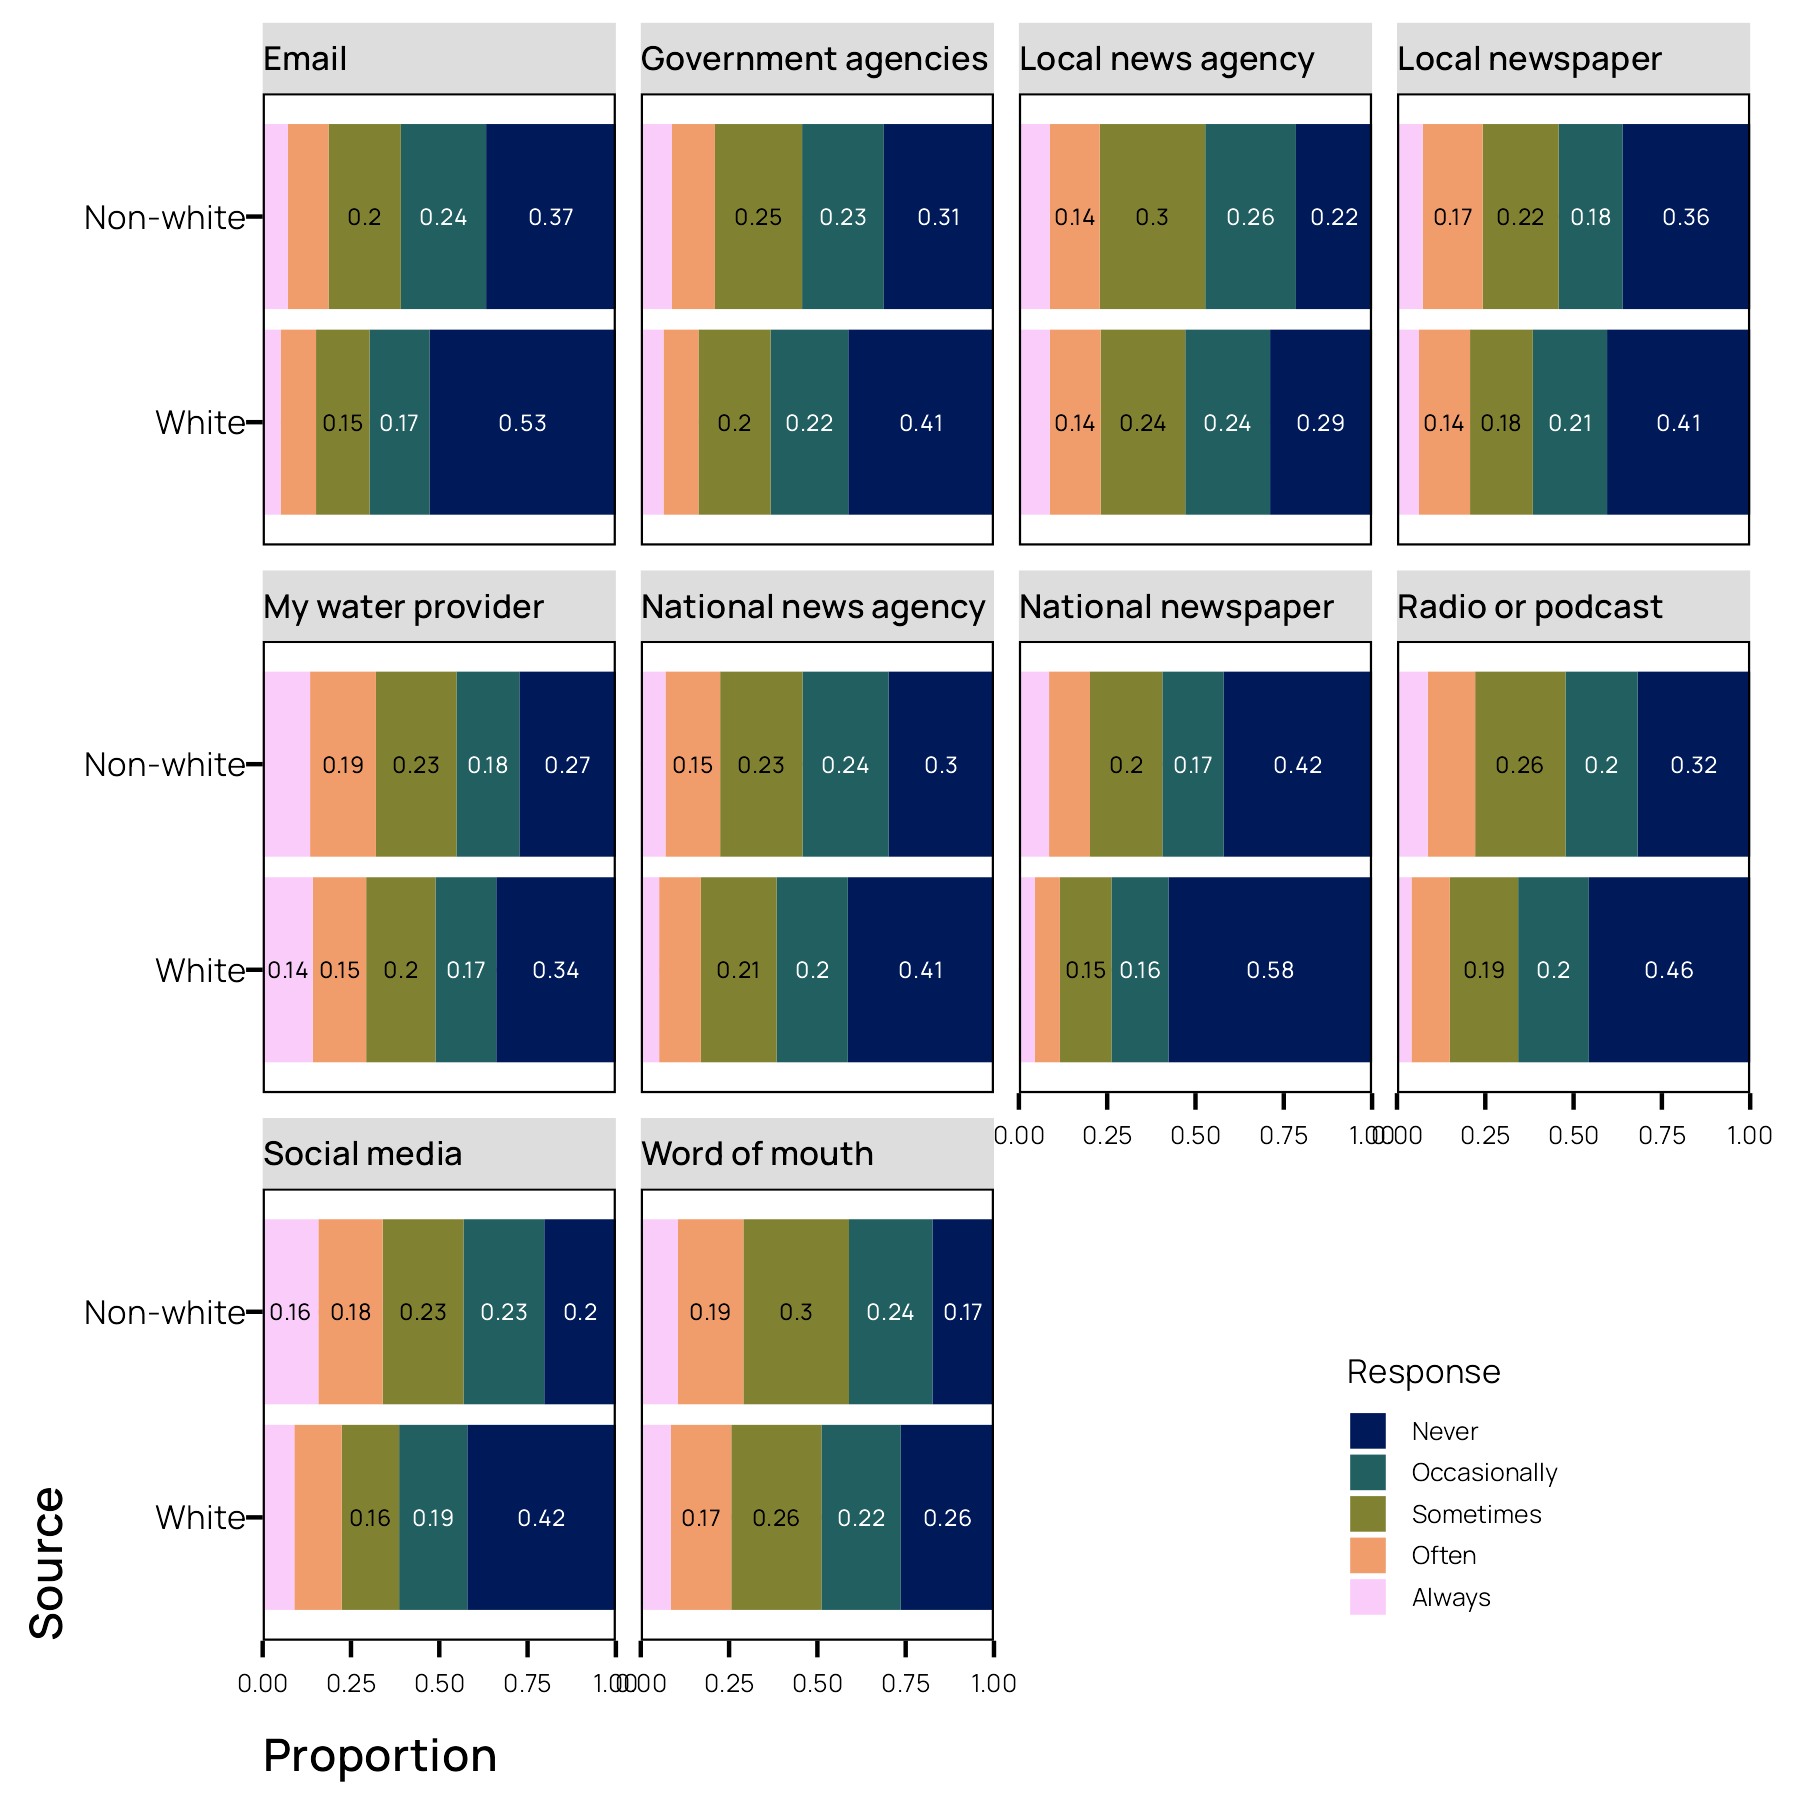 Email Government agencies Local news agency Local newspaper
Non-white 0.2 0.24 0.37 0.25 0.23 0.31 0.14 0.3 0.26 0.22 0.17 0.22 0.18 0.36
White 0.15 0.17 0.53 0.2 0.22 0.41 0.14 0.24 0.24 0.29 0.14 0.18 0.21 0.41
My water provider National news agency National newspaper Radio or podcast
Non-white 0.19 0.23 0.18 0.27 0.15 0.23 0.24 0.3 0.2 0.17 0.42 0.26 0.2 0.32
White 0.14 0.15 0.2 0.17 0.34 0.21 0.2 0.41 0.15 0.16 0.58 0.19 0.2 0.46
0.00 0.25 0.50 0.75 1.00 0.00 0.25 0.50 0.75 1.00
Social media Word of mouth
Non-white 0.16 0.18 0.23 0.23 0.2 0.19 0.3 0.24 0.17
White 0.16 0.19 0.42 0.17 0.26 0.22 0.26
0.00 0.25 0.50 0.75 1.00 0.00 0.25 0.50 0.75 1.00
Source
Proportion
Response
Never
Occasionally
Sometimes
Often
Always